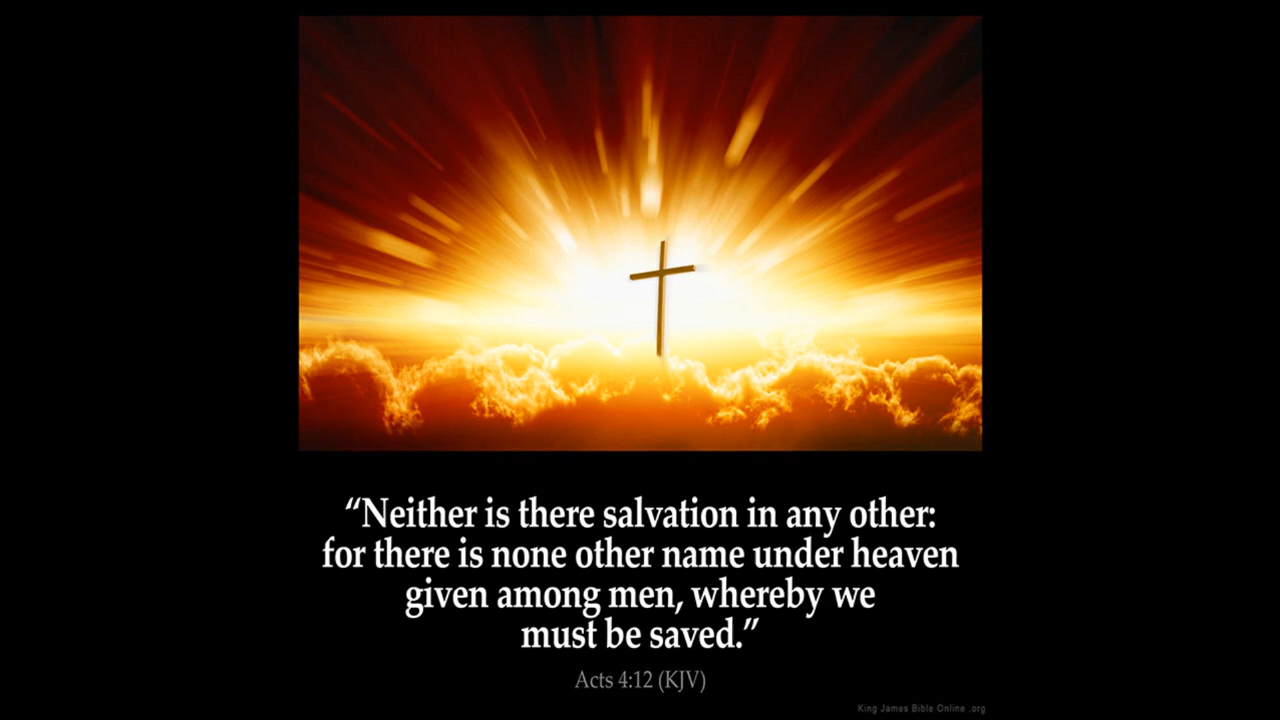 “Neither is there salvation in any other:
for there is none other name under heaven
given among men, whereby we
must be saved.”
Acts 4:12 (KJV)
King James Bible Online .org